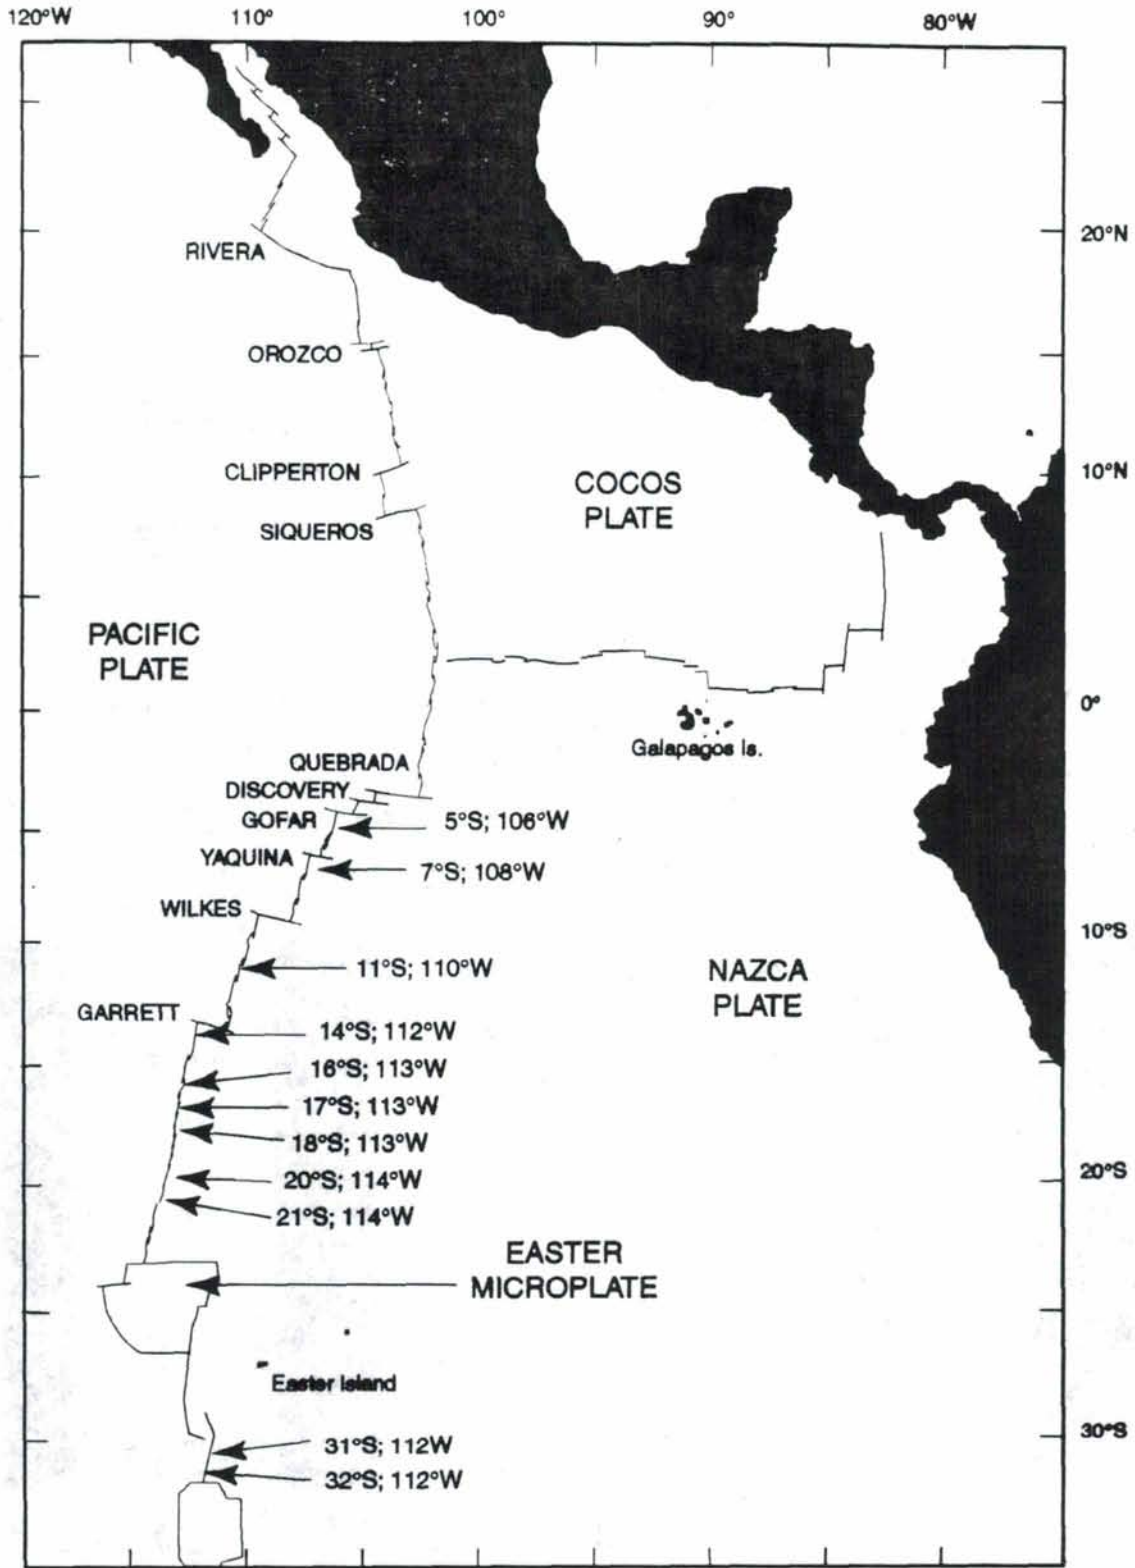 120°W 110° 100° 90° 80°W
RIVERA
20°N
OROZCO
CLIPPERTON
10°N
COCOS
PLATE
SIQUEROS
PACIFIC
PLATE
0°
Galapagos Is.
QUEBRADA
DISCOVERY
GOFAR
5°S; 106°W
YAQUINA
7°S; 108°W
WILKES
10°S
11°S; 110°W
NAZCA
PLATE
GARRETT
14°S; 112°W
16°S; 113°W
17°S; 113°W
18°S; 113°W
20°S; 114°W
20°S
21°S; 114°W
EASTER
MICROPLATE
Easter Island
31°S; 112W
30°S
32°S; 112°W